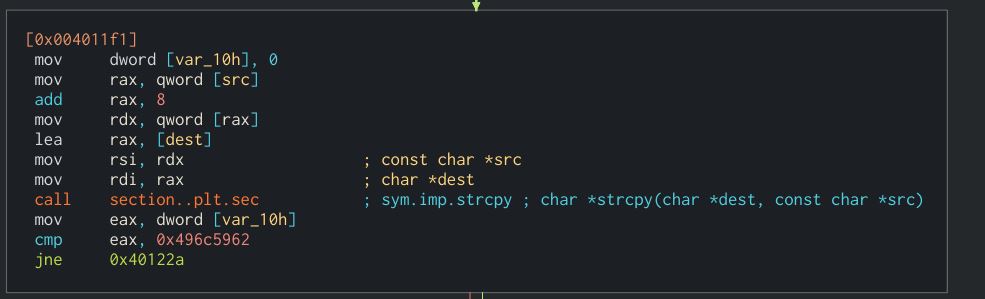 [0x004011f1]
mov dword [var_10h], 0
mov rax, qword [src]
add rax, 8
mov rdx, qword [rax]
lea rax, [dest]
mov rsi, rdx ; const char *src
mov rdi, rax ; char *dest
call section..plt.sec ; sym.imp.strcpy ; char *strcpy(char *dest, const char *src)
mov eax, dword [var_10h]
cmp eax, 0x496c5962
jne 0x40122a